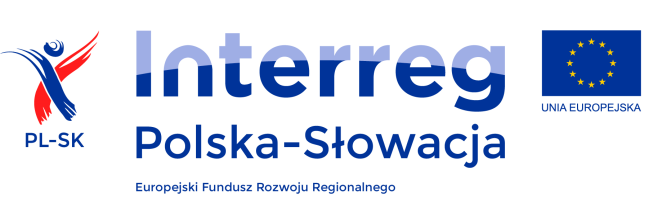 PL-SK
Interreg
Polska-Słowacja
Europejski Fundusz Rozwoju Regionalnego
UNIA EUROPEJSKA